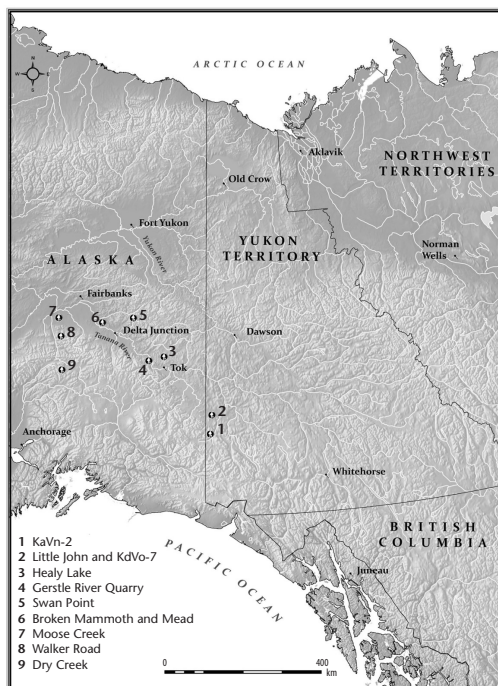 N
W E
S
ARCTIC OCEAN
Aklavik
NORTHWEST
TERRITORIES
Old Crow
Fort Yukon
YUKON
TERRITORY
Norman
Wells
Yukon River
ALASKA
Fairbanks
7
6
5
Delta Junction
Dawson
8
Tanana River
3
4
9
Tok
2
1
Anchorage
Whitehorse
BRITISH
COLUMBIA
PACIFIC OCEAN
Juneau
1 KaVn-2
2 Little John and KdVo-7
3 Healy Lake
4 Gerstle River Quarry
5 Swan Point
6 Broken Mammoth and Mead
7 Moose Creek
8 Walker Road
9 Dry Creek
0 400
km